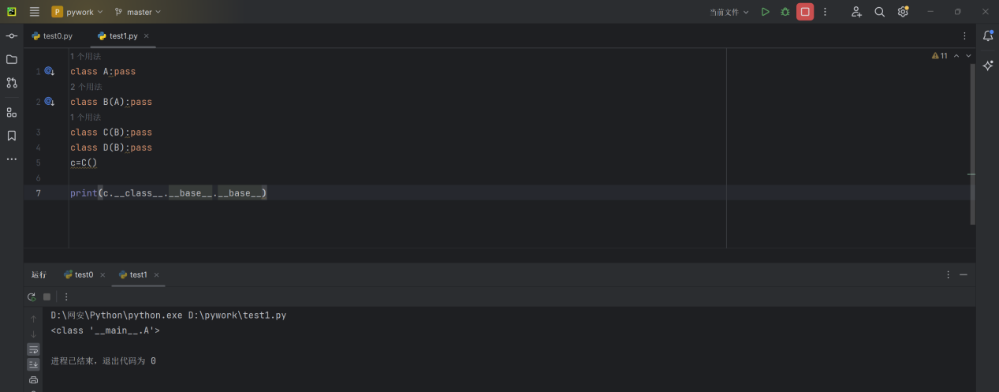 P pywork master 当前文件
test0.py test1.py
1 个用法
11
1 class A:pass
2 个用法
2 class B(A):pass
1 个用法
3 class C(B):pass
4 class D(B):pass
5 c=C()
6
7 print(c.__class__.__base__.__base__)
运行 test0 test1
D:\网安\Python\python.exe D:\pywork\test1.py
<class '__main__.A'>
进程已结束，退出代码为 0